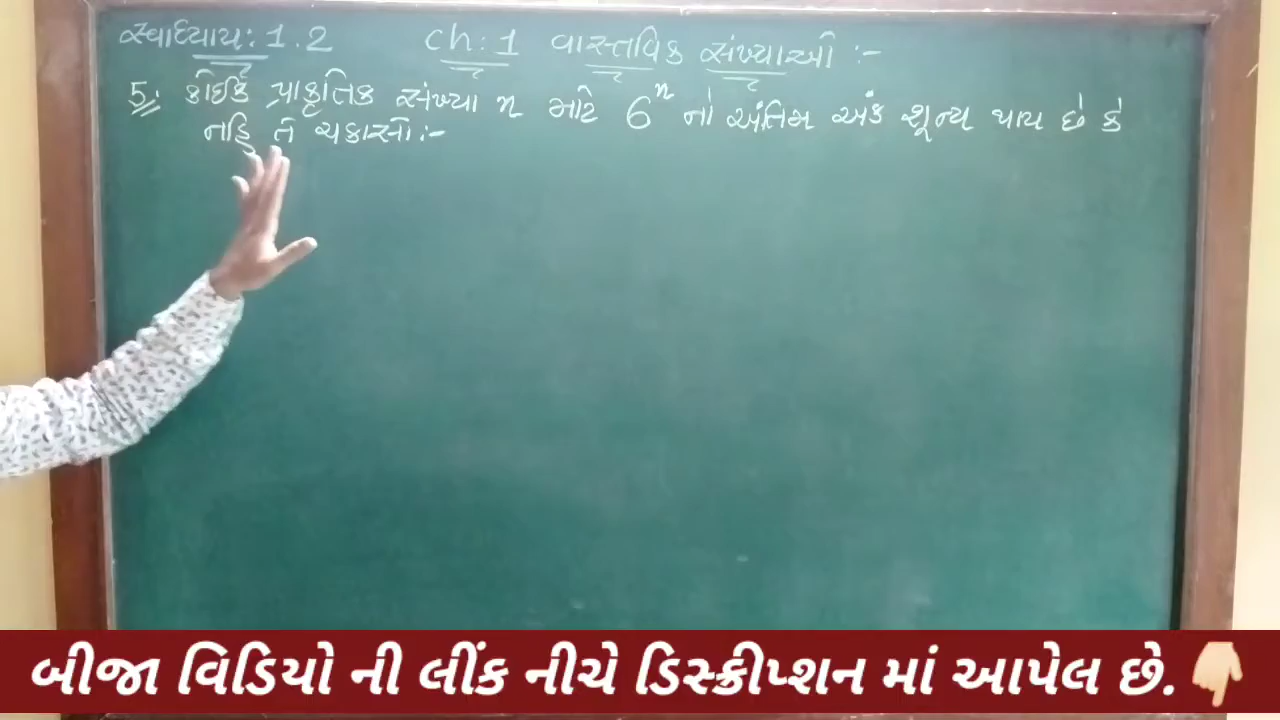 સ્વાધ્યાય: 1.2 ch: 1 વાસ્તવિક સંખ્યાઓ :-
5. કોઈક પ્રાકૃતિક સંખ્યા n માટે 6ⁿ નો અંતિમ અંક શૂન્ય થાય છે કે
નહિ તે ચકાસો:-
બીજા વિડિયો ની લીંક નીચે ડિસ્ક્રીપ્શન માં આપેલ છે.